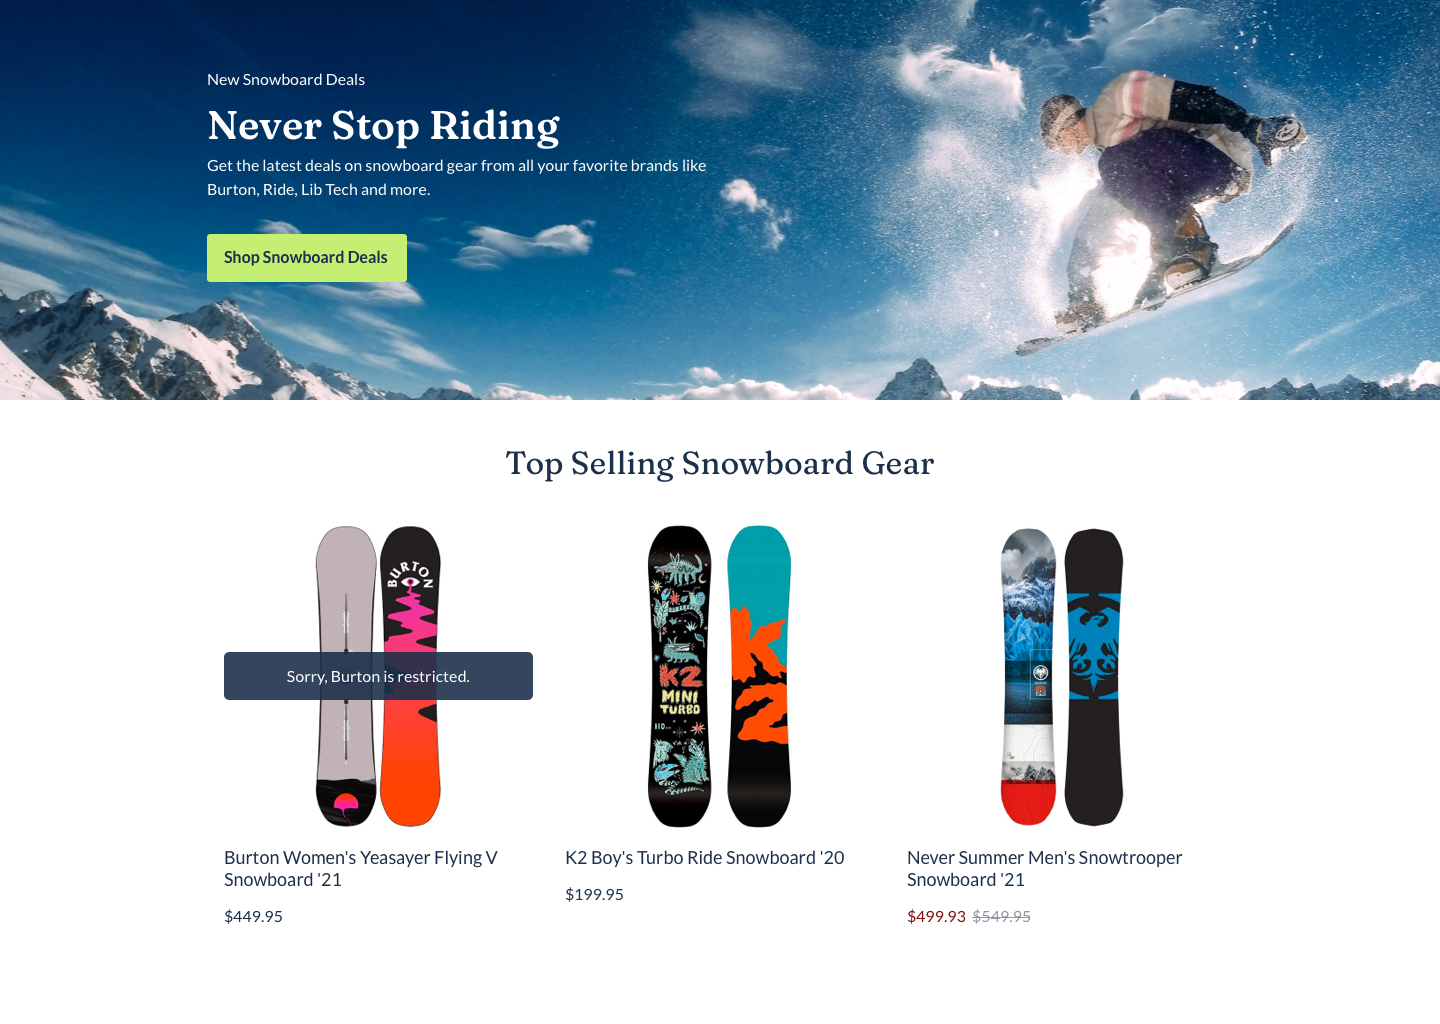 New Snowboard Deals
Never Stop Riding
Get the latest deals on snowboard gear from all your favorite brands like
Burton, Ride, Lib Tech and more.
Shop Snowboard Deals
Top Selling Snowboard Gear
BURTON
Sorry, Burton is restricted.
K2
MINI
TURBO
110
K2
Burton Women's Yeasayer Flying V
Snowboard '21
$449.95
K2 Boy's Turbo Ride Snowboard '20
$199.95
Never Summer Men's Snowtrooper
Snowboard '21
$499.93 $549.95